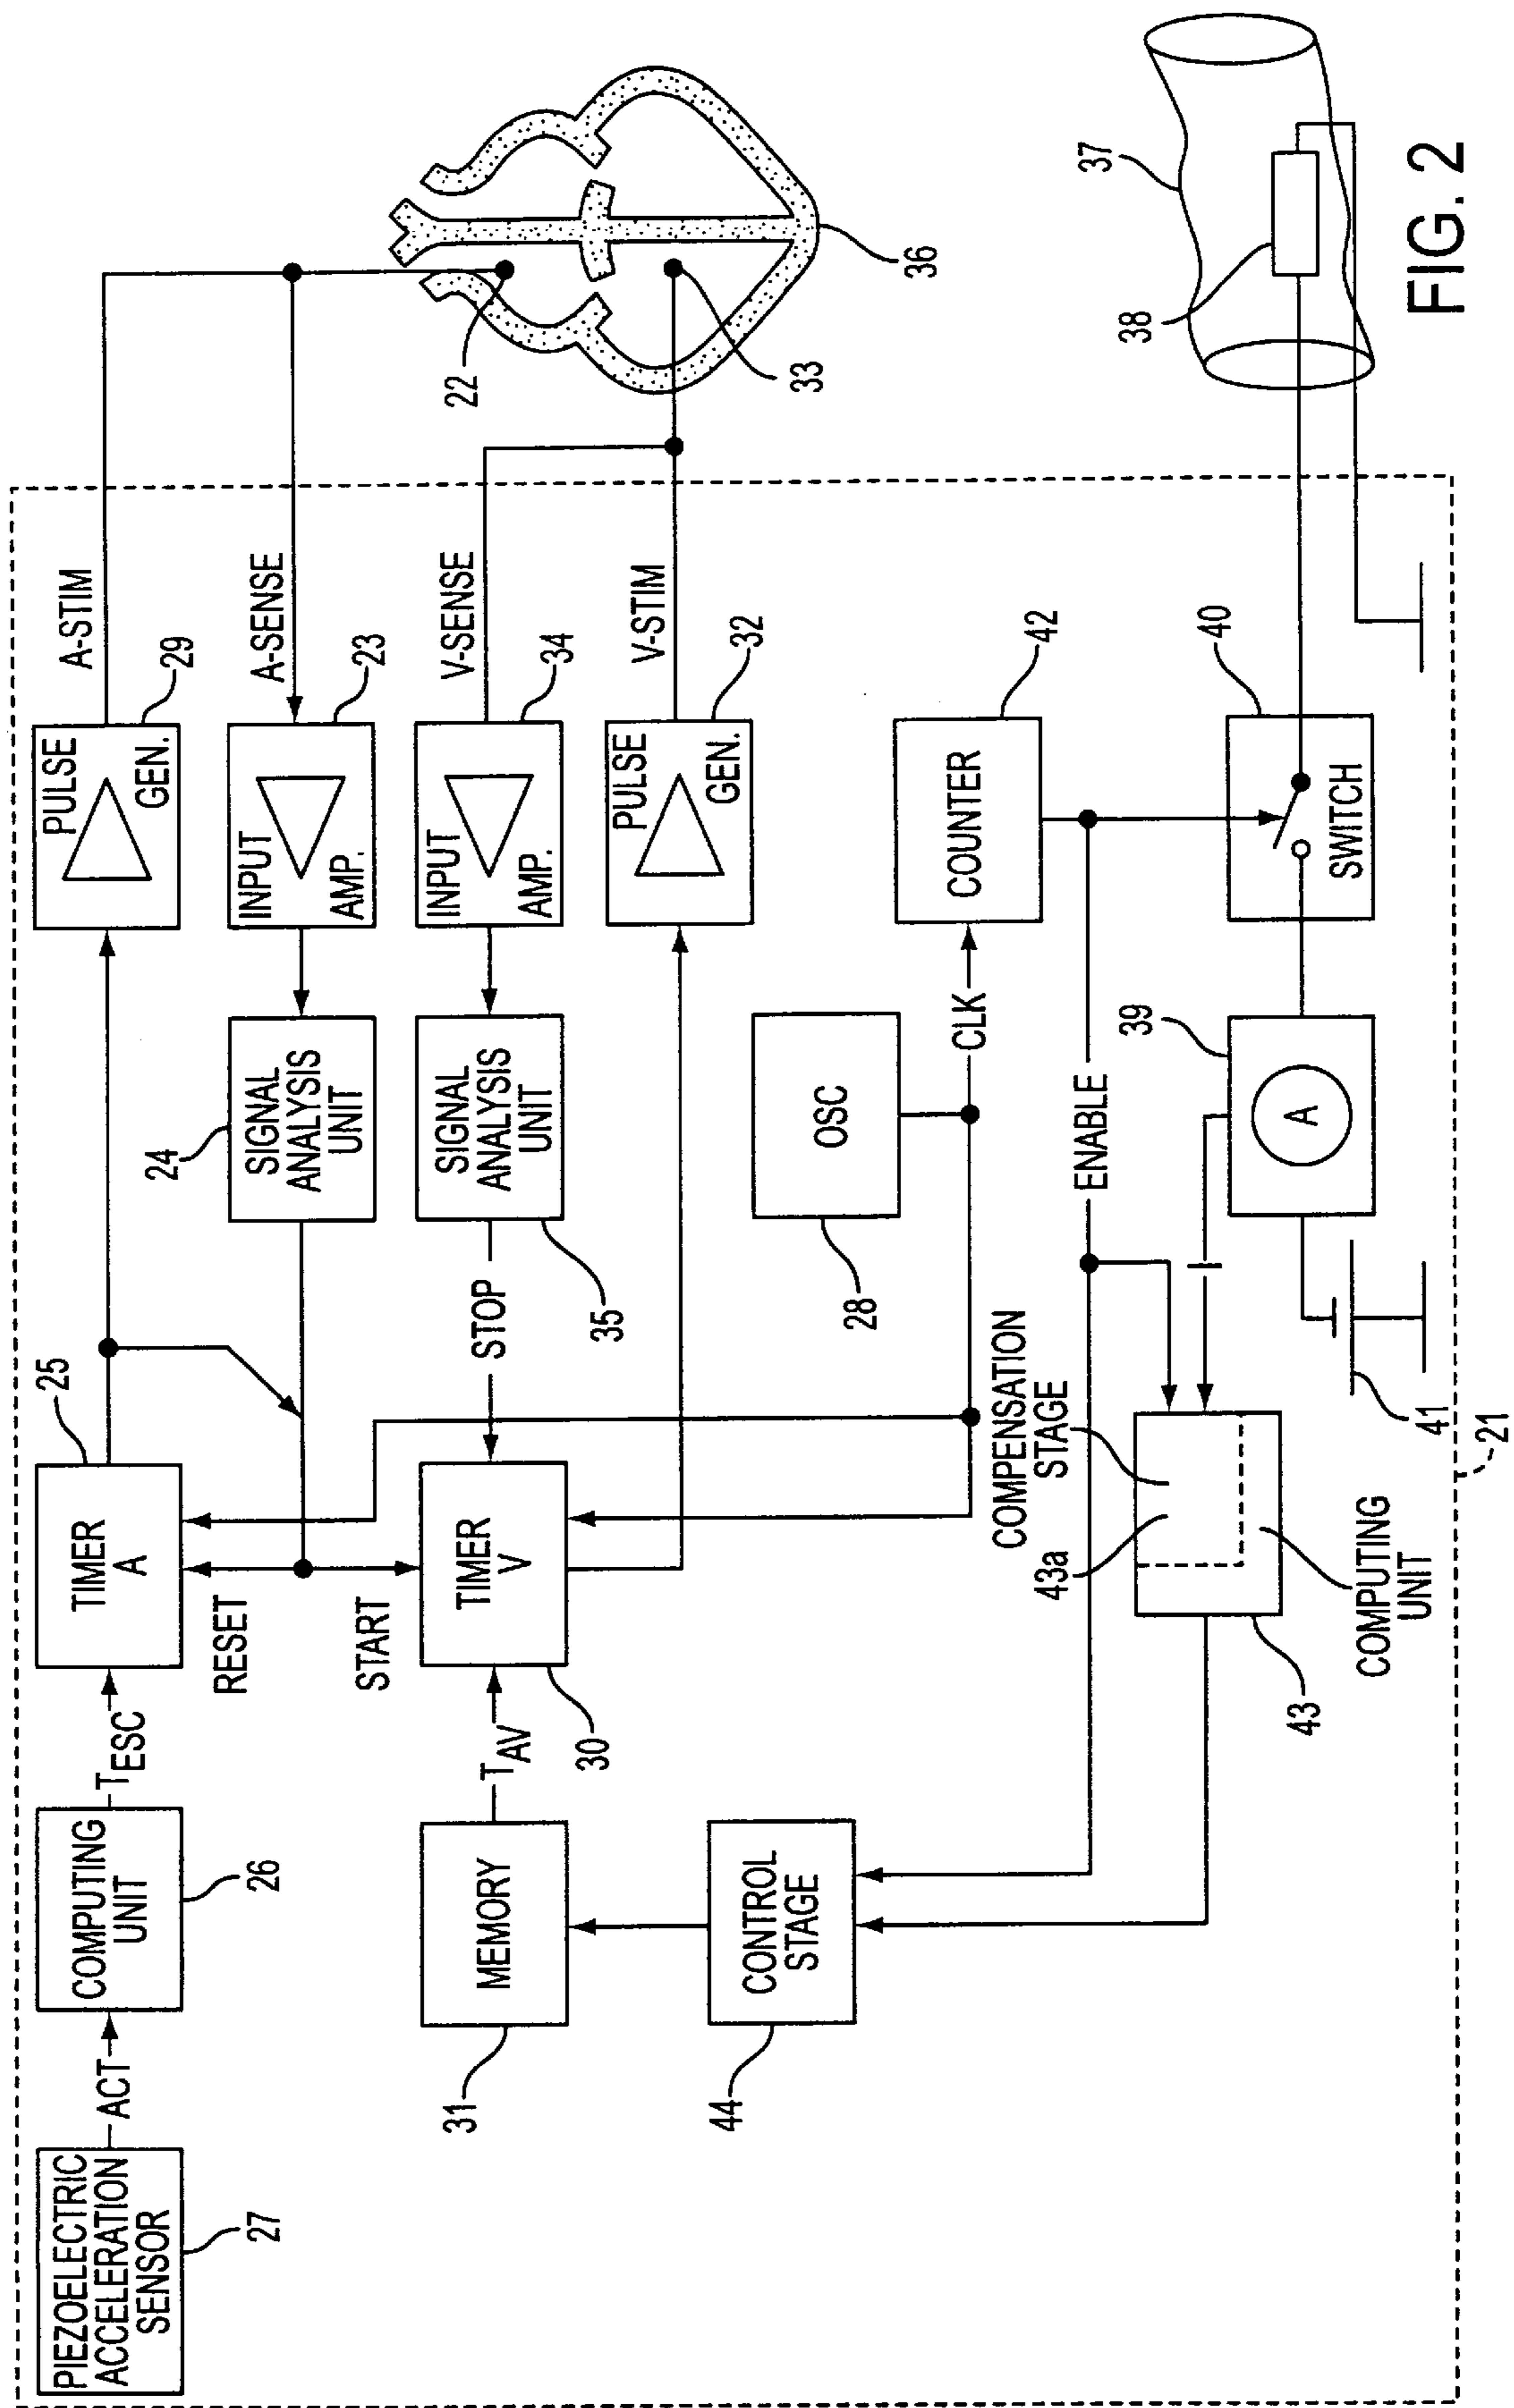 PIEZOELECTRIC
ACCELERATION
SENSOR
27
ACT
COMPUTING
UNIT
26
T_ESC
TIMER
A
25
RESET
START
PULSE
GEN.
29
A-STIM
INPUT
AMP.
23
A-SENSE
SIGNAL
ANALYSIS
UNIT
24
INPUT
AMP.
34
V-SENSE
SIGNAL
ANALYSIS
UNIT
35
STOP
TIMER
V
30
T_AV
MEMORY
31
PULSE
GEN.
32
V-STIM
22
33
36
OSC
28
CLK
COUNTER
42
ENABLE
CONTROL
STAGE
44
COMPENSATION
STAGE
43a
COMPUTING
UNIT
43
I
A
39
41
SWITCH
40
37
38
21
FIG. 2